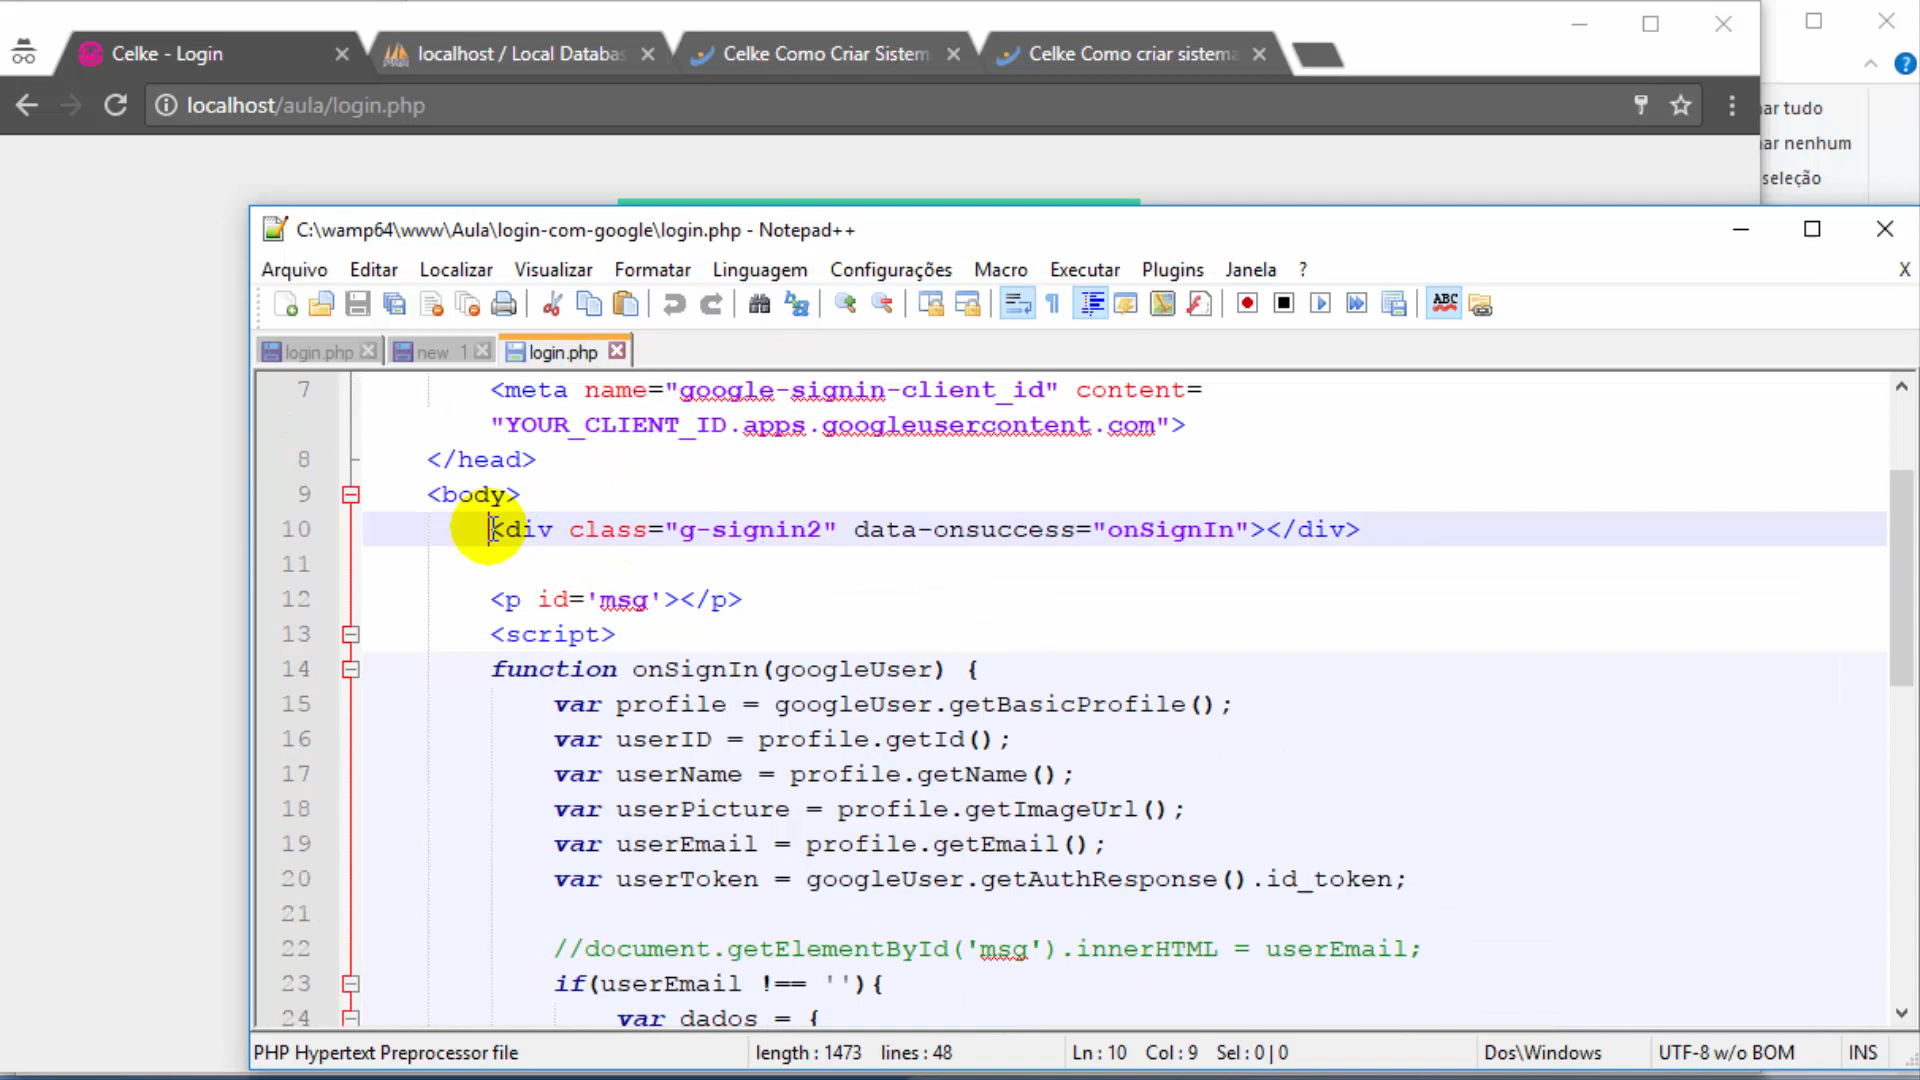 Celke - Login
localhost / Local Databas
Celke Como Criar Sistem
Celke Como criar sistema
localhost/aula/login.php
ar tudo
ar nenhum
seleção
C:\wamp64\www\Aula\login-com-google\login.php - Notepad++
Arquivo Editar Localizar Visualizar Formatar Linguagem Configurações Macro Executar Plugins Janela ? X
ABC
login.php new 1 login.php
7 <meta name="google-signin-client_id" content=
"YOUR_CLIENT_ID.apps.googleusercontent.com">
8 </head>
9 <body>
10 <div class="g-signin2" data-onsuccess="onSignIn"></div>
11
12 <p id='msg'></p>
13 <script>
14 function onSignIn(googleUser) {
15 var profile = googleUser.getBasicProfile();
16 var userID = profile.getId();
17 var userName = profile.getName();
18 var userPicture = profile.getImageUrl();
19 var userEmail = profile.getEmail();
20 var userToken = googleUser.getAuthResponse().id_token;
21
22 //document.getElementById('msg').innerHTML = userEmail;
23 if(userEmail !== ''){
24 var dados = {
PHP Hypertext Preprocessor file length : 1473 lines : 48 Ln : 10 Col : 9 Sel : 0 | 0 Dos\Windows UTF-8 w/o BOM INS